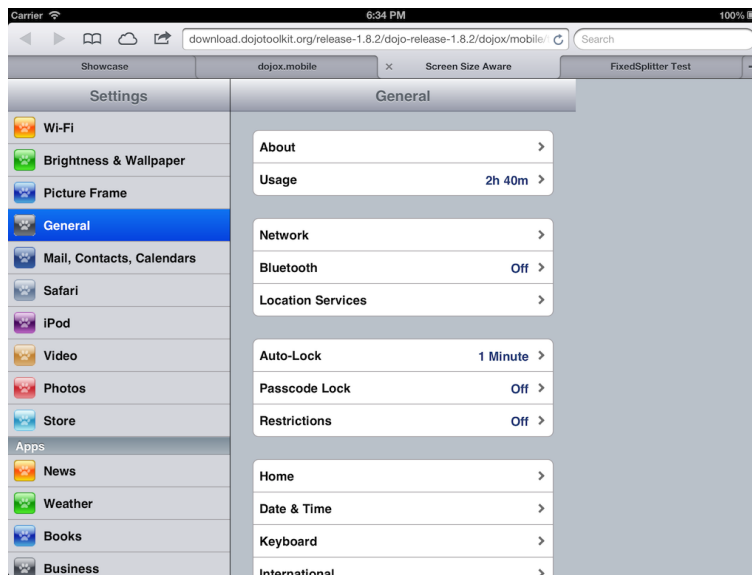 Carrier 6:34 PM 100%
download.dojotoolkit.org/release-1.8.2/dojo-release-1.8.2/dojox/mobile/ Search
Showcase dojox.mobile Screen Size Aware FixedSplitter Test
Settings General
Wi-Fi
Brightness & Wallpaper
Picture Frame
General
Mail, Contacts, Calendars
Safari
iPod
Video
Photos
Store
Apps
News
Weather
Books
Business
About
Usage 2h 40m
Network
Bluetooth Off
Location Services
Auto-Lock 1 Minute
Passcode Lock Off
Restrictions Off
Home
Date & Time
Keyboard
International